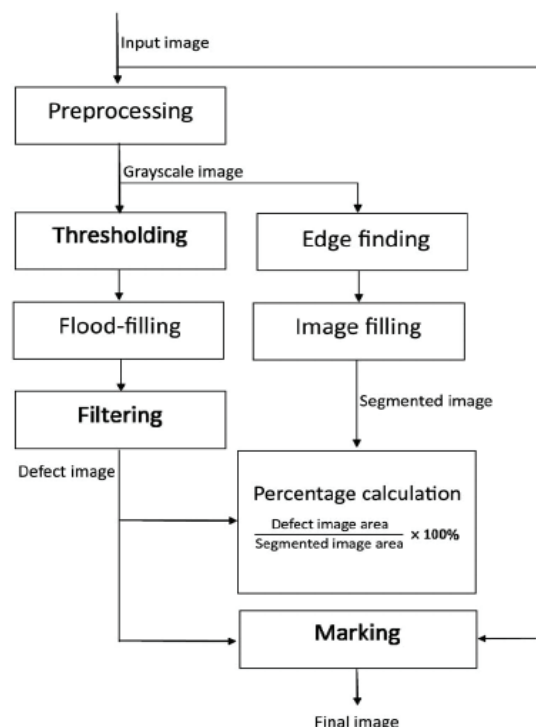 Input image
Preprocessing
Grayscale image
Thresholding
Edge finding
Flood-filling
Image filling
Filtering
Segmented image
Defect image
Percentage calculation
Defect image area
Segmented image area
× 100%
Marking
Final image